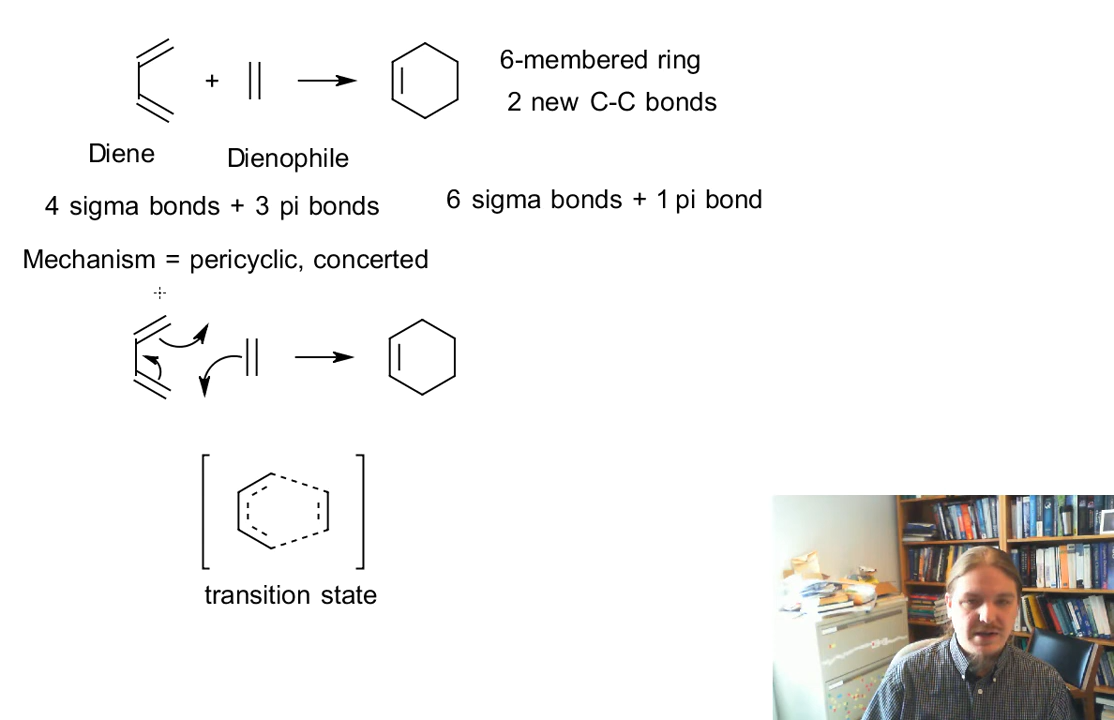 +
6-membered ring
2 new C-C bonds
Diene
Dienophile
4 sigma bonds + 3 pi bonds
6 sigma bonds + 1 pi bond
Mechanism = pericyclic, concerted
transition state